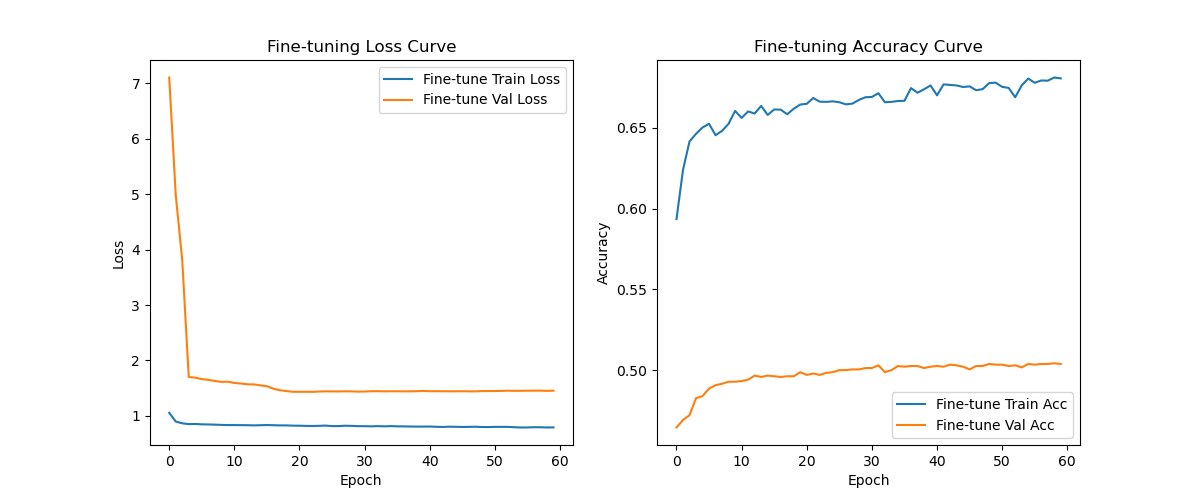 Fine-tuning Loss Curve
Fine-tune Train Loss
Fine-tune Val Loss
7
6
5
4
3
2
1
Loss
0 10 20 30 40 50 60
Epoch
Fine-tuning Accuracy Curve
0.65
0.60
0.55
0.50
Accuracy
Fine-tune Train Acc
Fine-tune Val Acc
0 10 20 30 40 50 60
Epoch